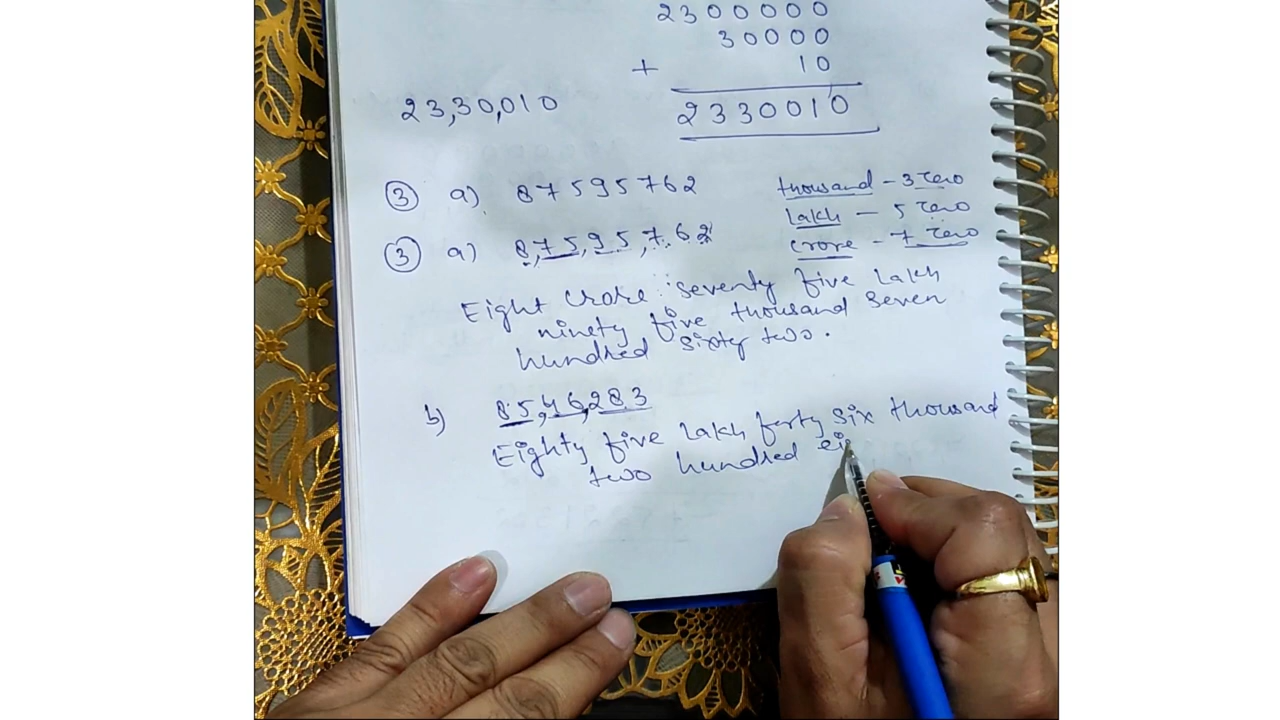 2300000
30000
+ 10
23,30,010
2330010
③ a) 87595762
thousand - 3 zero
lakh - 5 zero
③ a) 8,75,95,762
crore - 7 zero
Eight crore seventy five lakh
ninety five thousand seven
hundred sixty two.
b) 85,46,283
Eighty five lakh forty six thousand
two hundred ei